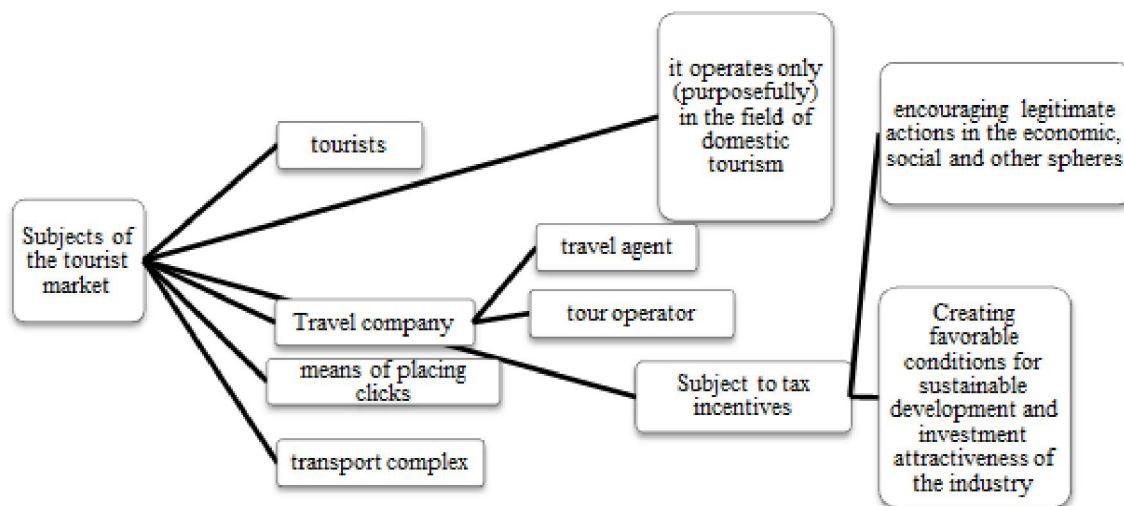 Subjects of
the tourist
market
tourists
Travel company
means of placing
clicks
transport complex
it operates only
(purposefully)
in the field of
domestic
tourism
travel agent
tour operator
Subject to tax
incentives
encouraging legitimate
actions in the economic,
social and other spheres
Creating
favorable
conditions for
sustainable
development and
investment
attractiveness of
the industry